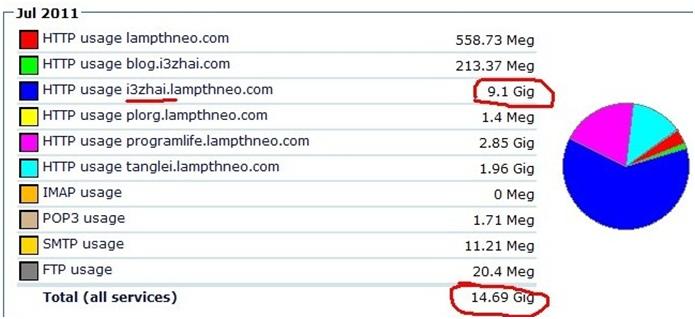 Jul 2011
HTTP usage lampthneo.com 558.73 Meg
HTTP usage blog.i3zhai.com 213.37 Meg
HTTP usage i3zhai.lampthneo.com 9.1 Gig
HTTP usage plorg.lampthneo.com 1.4 Meg
HTTP usage programlife.lampthneo.com 2.85 Gig
HTTP usage tanglei.lampthneo.com 1.96 Gig
IMAP usage 0 Meg
POP3 usage 1.71 Meg
SMTP usage 11.21 Meg
FTP usage 20.4 Meg
Total (all services) 14.69 Gig